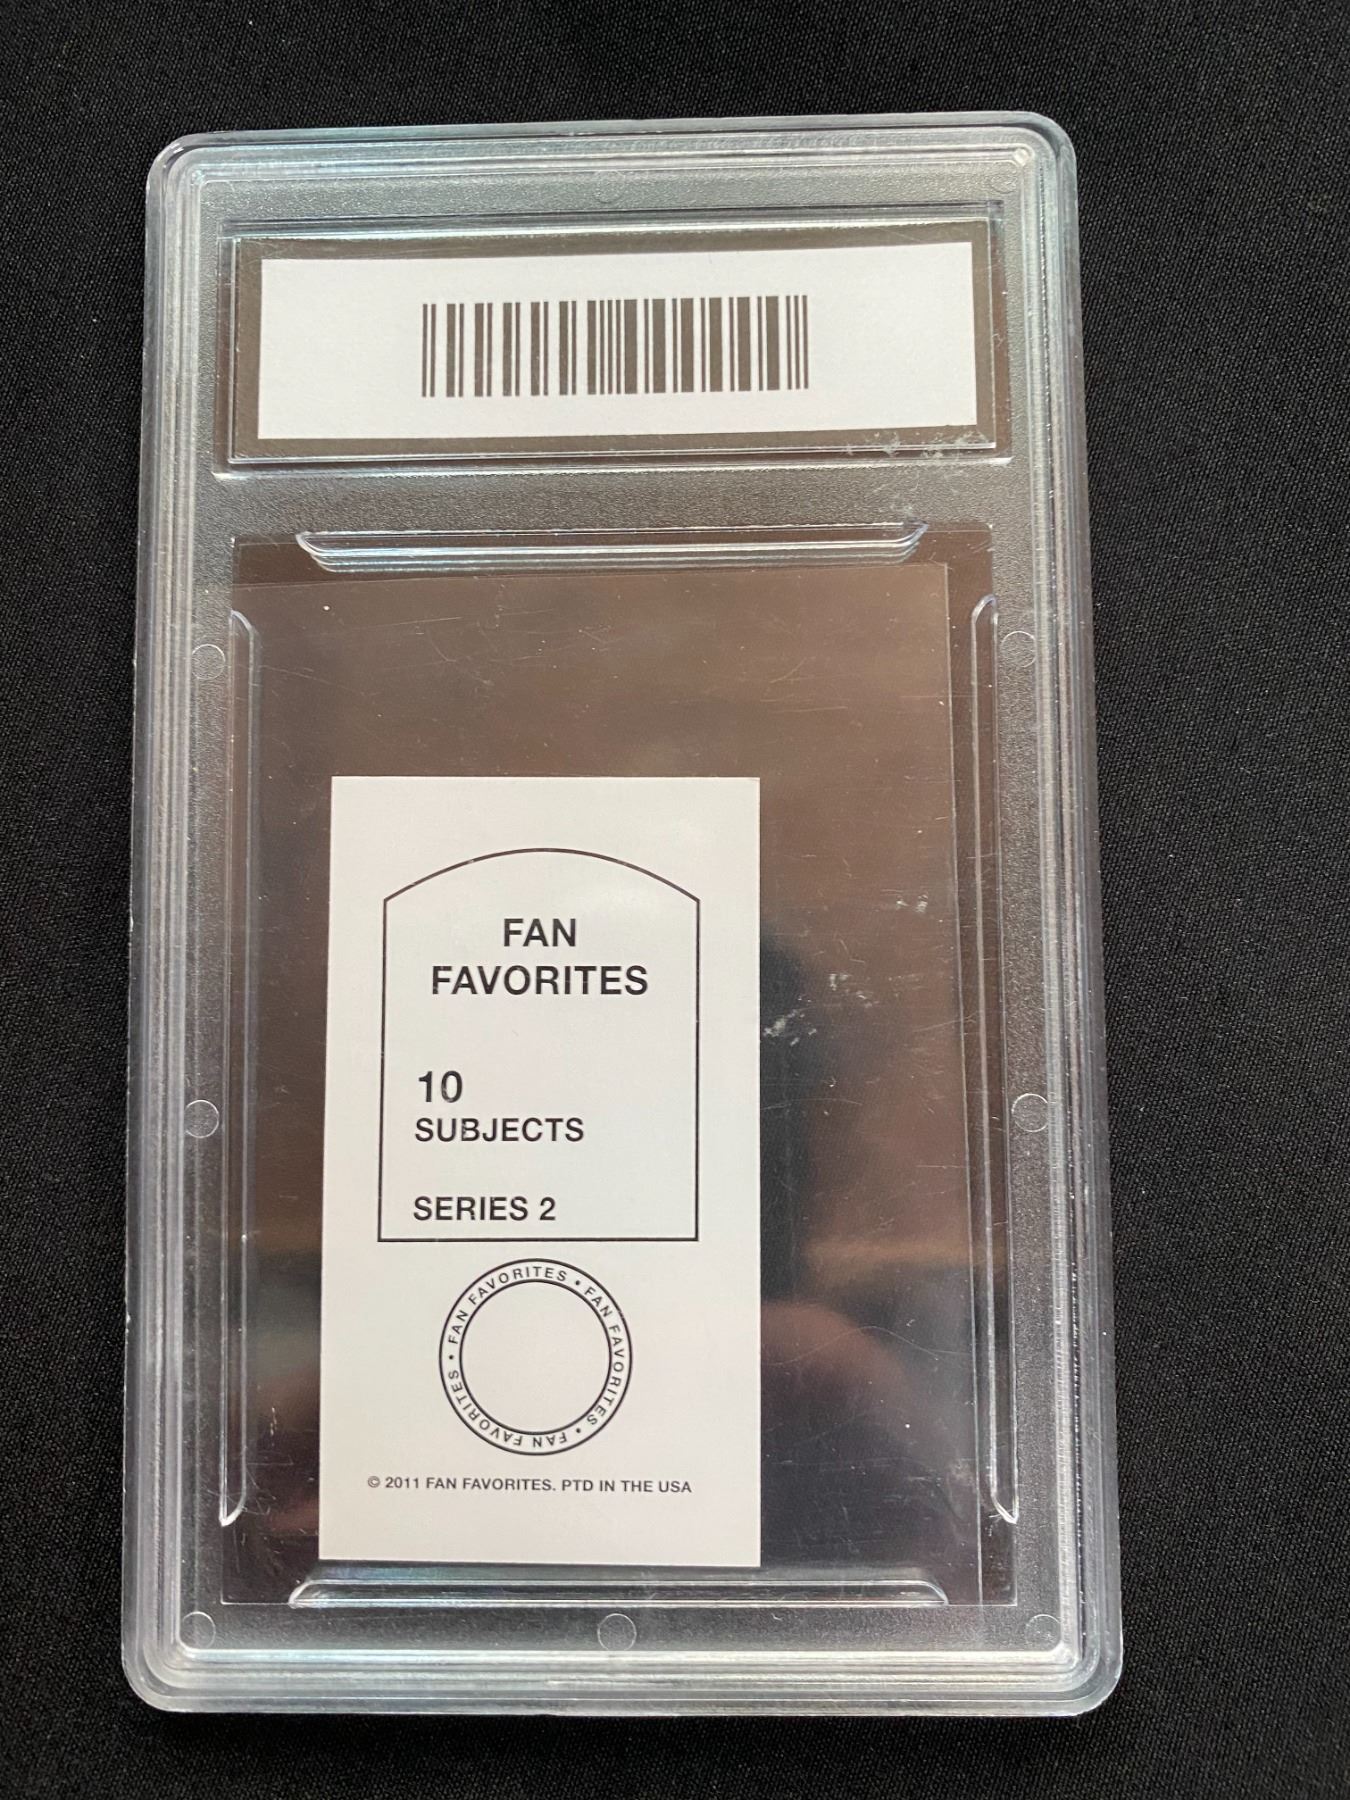 FAN
FAVORITES
10
SUBJECTS
SERIES 2
FAN FAVORITES • FAN FAVORITES • FAN FAVORITES •
© 2011 FAN FAVORITES. PTD IN THE USA